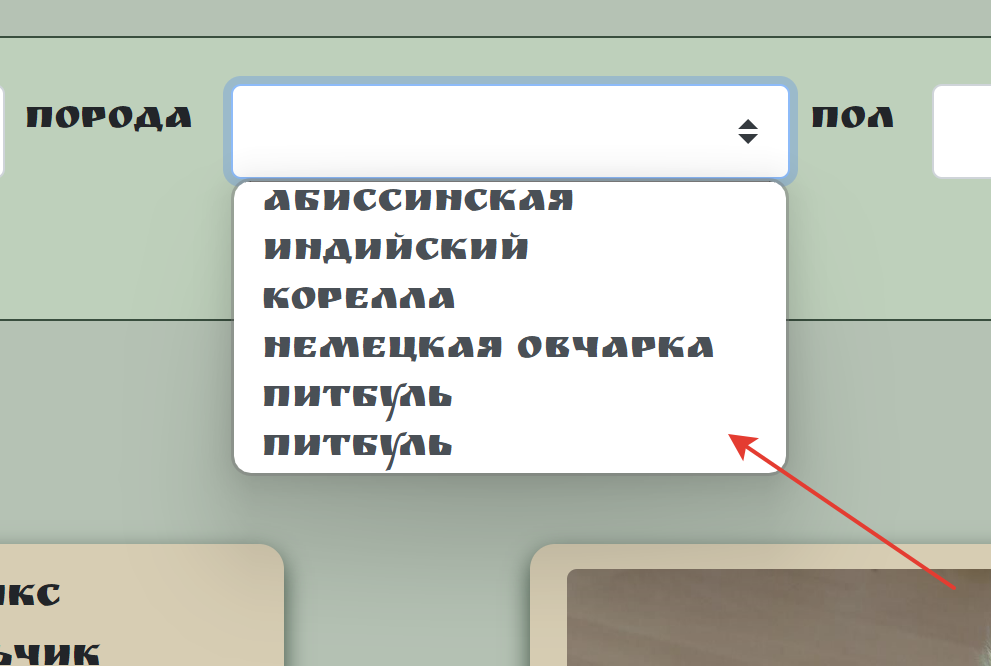 порода
пол
абиссинская
индийский
корелла
немецкая овчарка
питбуль
питбуль